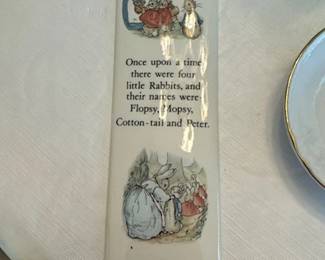 Once upon a time
there were four
little Rabbits, and
their names were
Flopsy, Mopsy,
Cotton-tail and Peter.